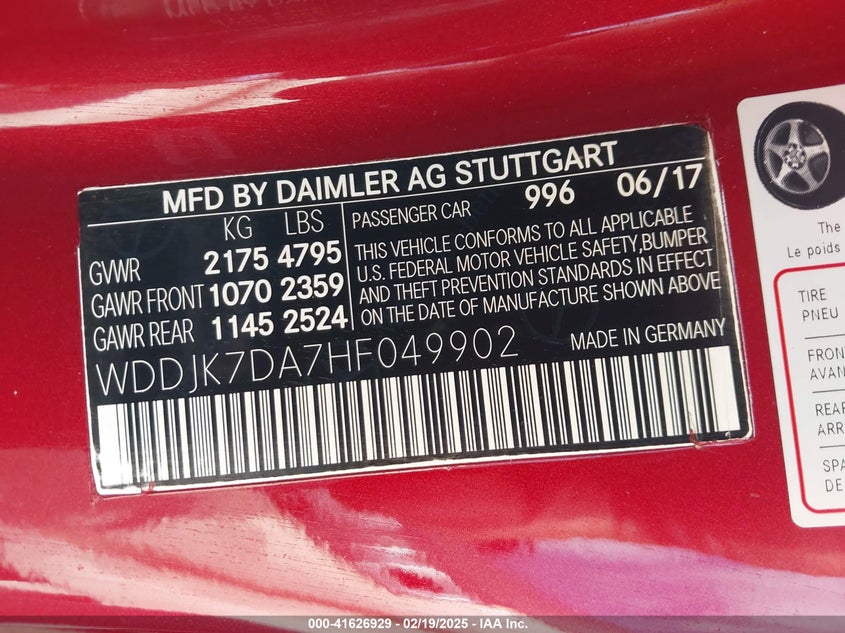 MFD BY DAIMLER AG STUTTGART
KG LBS
GVWR 2175 4795
GAWR FRONT 1070 2359
GAWR REAR 1145 2524
PASSENGER CAR 996 06/17
THIS VEHICLE CONFORMS TO ALL APPLICABLE
U.S. FEDERAL MOTOR VEHICLE SAFETY, BUMPER
AND THEFT PREVENTION STANDARDS IN EFFECT
ON THE DATE OF MANUFACTURE SHOWN ABOVE
WDDJK7DA7HF049902
MADE IN GERMANY
The
Le poids
TIRE
PNEU
FRON
AVAN
REAR
ARR
SPA
DE
000-41626929 - 02/19/2025 - IAA Inc.